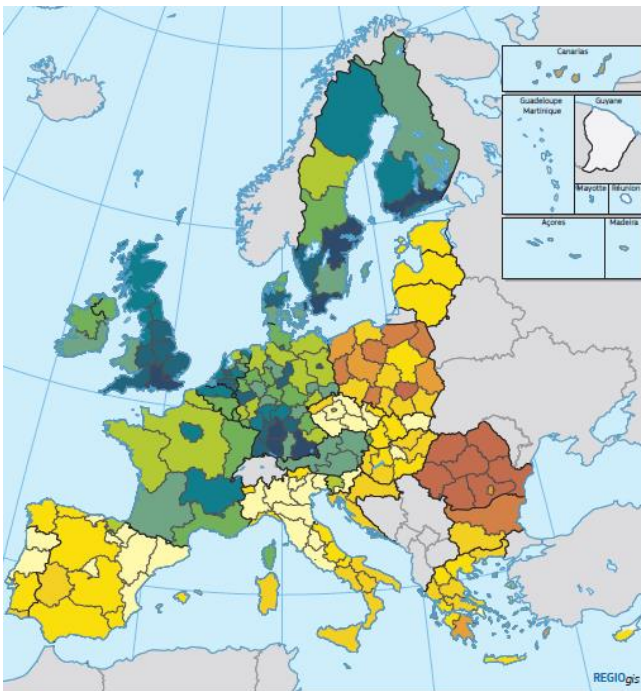 Canarias
Guadeloupe
Martinique
Guyane
Mayotte
Réunion
Açores
Madeira
REGIOgis